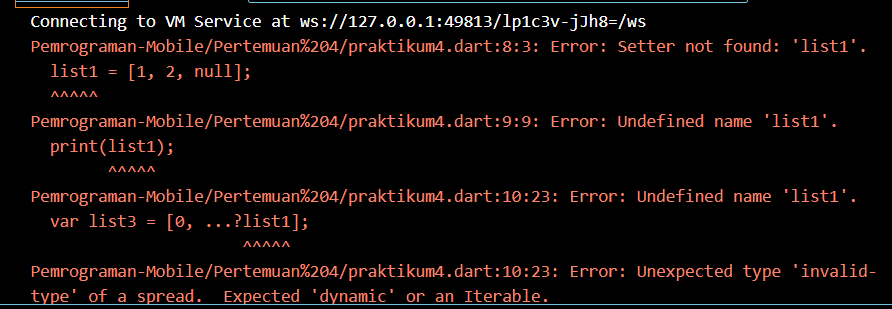 Connecting to VM Service at ws://127.0.0.1:49813/lp1c3v-jJh8=/ws
Pemrograman-Mobile/Pertemuan%204/praktikum4.dart:8:3: Error: Setter not found: 'list1'.
  list1 = [1, 2, null];
  ^^^^^
Pemrograman-Mobile/Pertemuan%204/praktikum4.dart:9:9: Error: Undefined name 'list1'.
  print(list1);
        ^^^^^
Pemrograman-Mobile/Pertemuan%204/praktikum4.dart:10:23: Error: Undefined name 'list1'.
  var list3 = [0, ...?list1];
                      ^^^^^
Pemrograman-Mobile/Pertemuan%204/praktikum4.dart:10:23: Error: Unexpected type 'invalid-
type' of a spread.  Expected 'dynamic' or an Iterable.